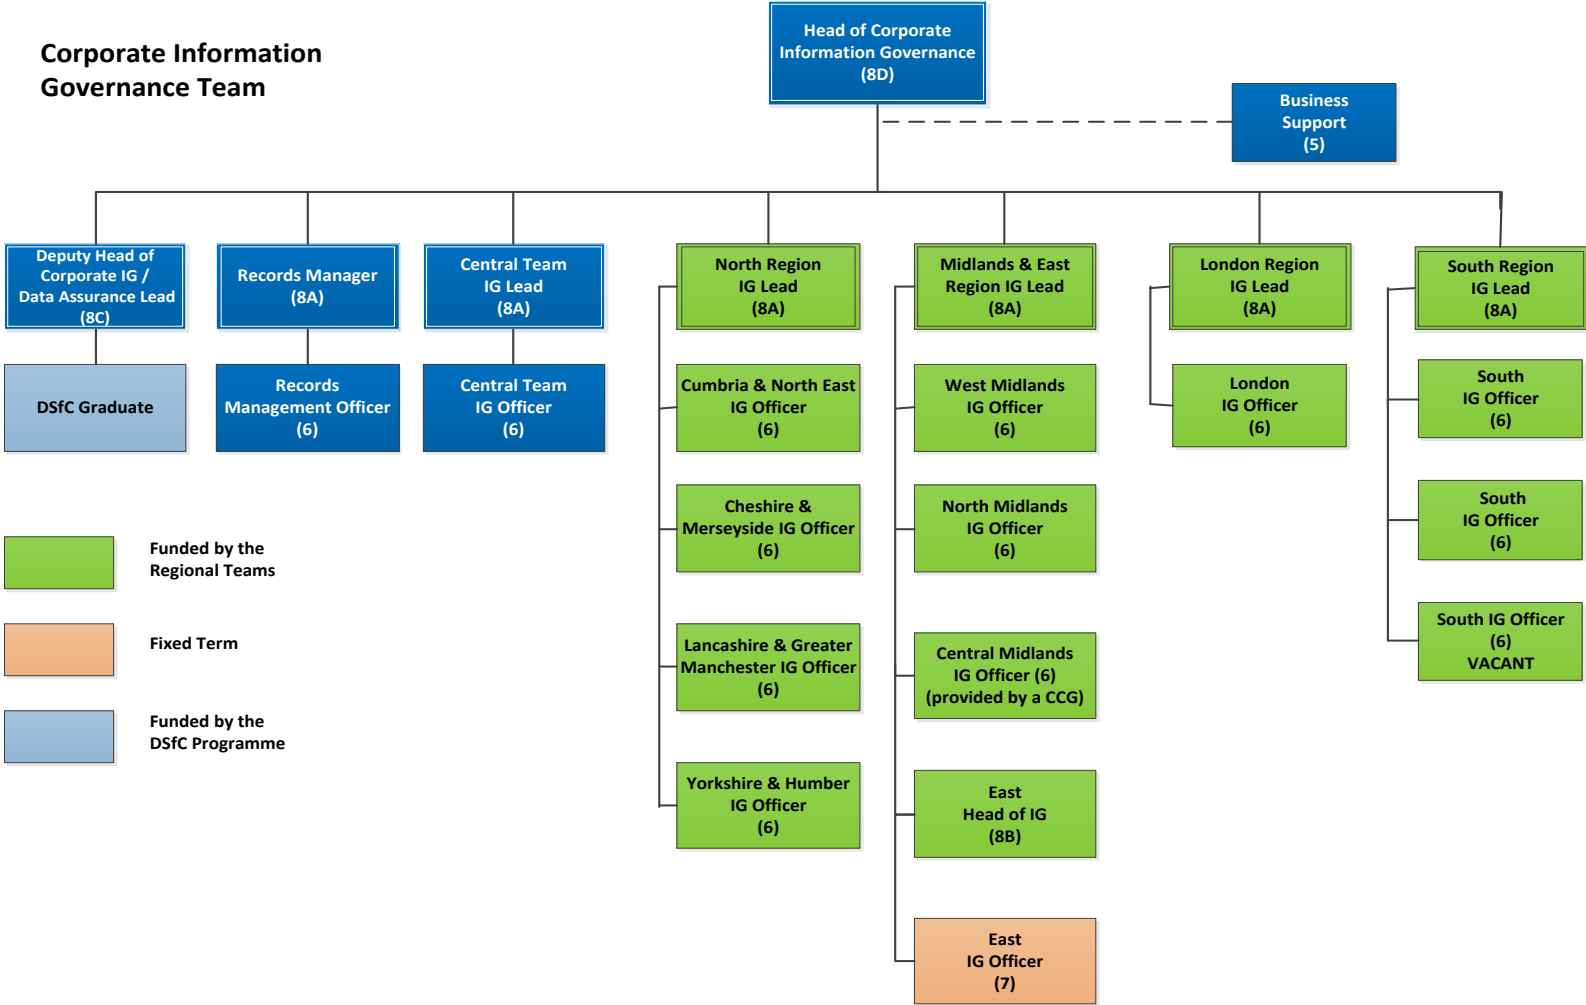 Corporate Information
Governance Team
Head of Corporate
Information Governance
(8D)
Business
Support
(5)
Deputy Head of
Corporate IG /
Data Assurance Lead
(8C)
Records Manager
(8A)
Central Team
IG Lead
(8A)
North Region
IG Lead
(8A)
Midlands & East
Region IG Lead
(8A)
London Region
IG Lead
(8A)
South Region
IG Lead
(8A)
DSfC Graduate
Records
Management Officer
(6)
Central Team
IG Officer
(6)
Cumbria & North East
IG Officer
(6)
West Midlands
IG Officer
(6)
London
IG Officer
(6)
South
IG Officer
(6)
Cheshire &
Merseyside IG Officer
(6)
North Midlands
IG Officer
(6)
South
IG Officer
(6)
Lancashire & Greater
Manchester IG Officer
(6)
Central Midlands
IG Officer (6)
(provided by a CCG)
South IG Officer
(6)
VACANT
Yorkshire & Humber
IG Officer
(6)
East
Head of IG
(8B)
East
IG Officer
(7)
Funded by the
Regional Teams
Fixed Term
Funded by the
DSfC Programme